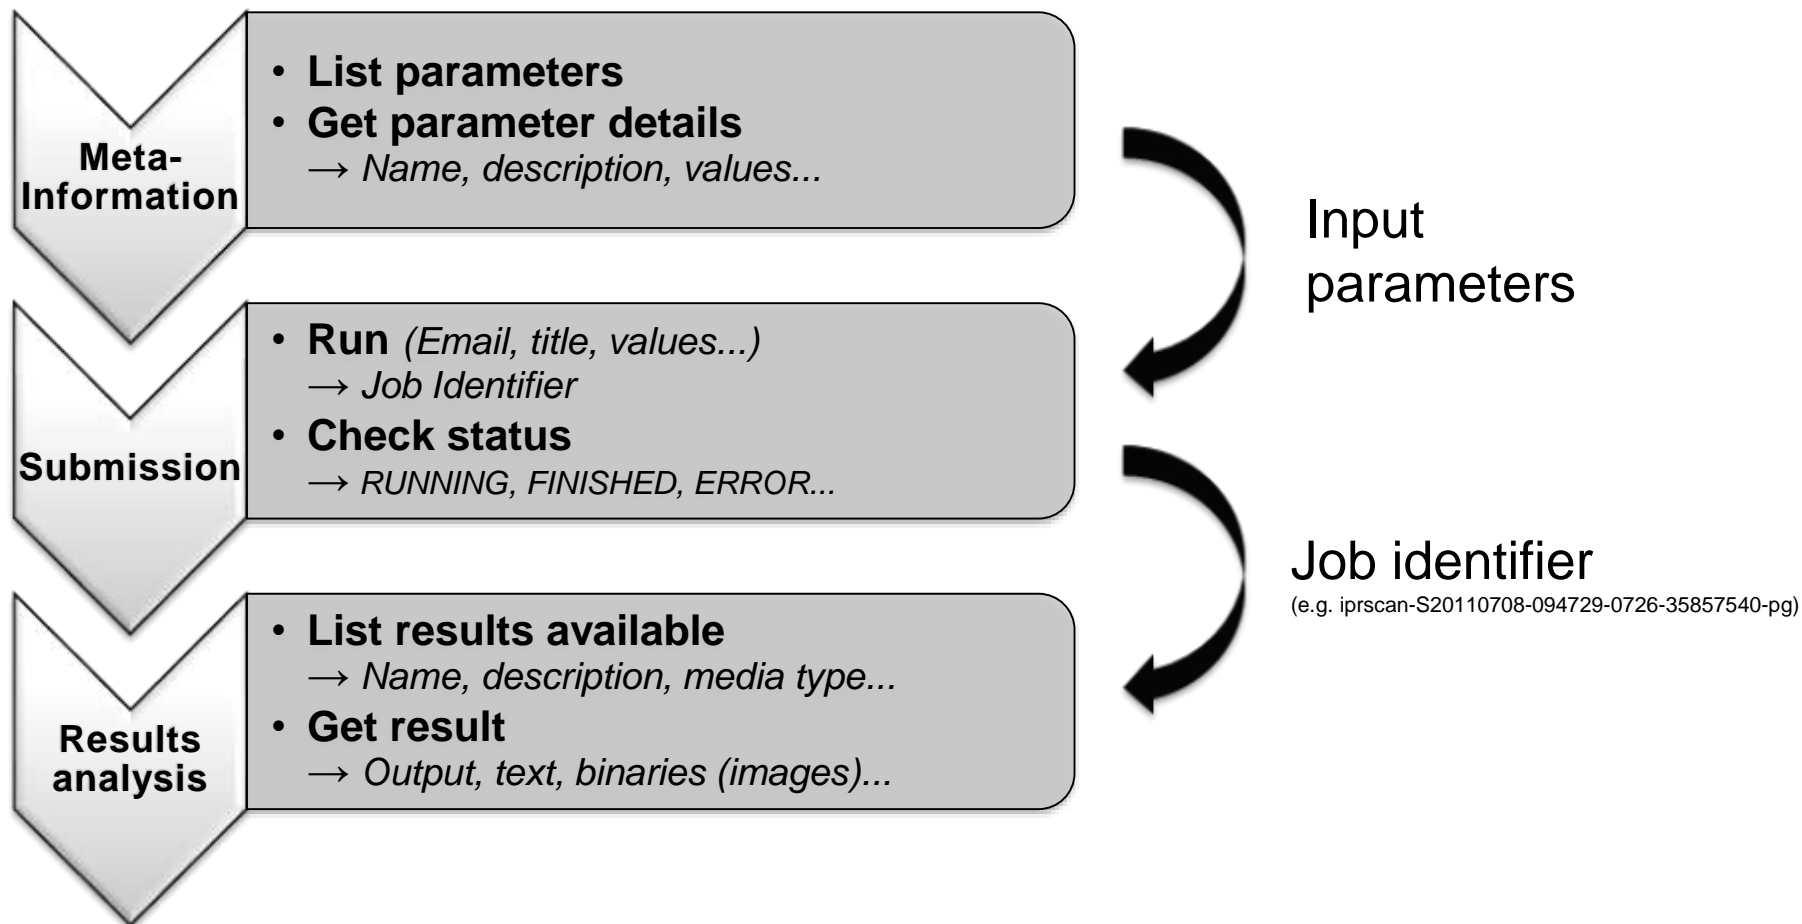 Meta-
Information
• List parameters
• Get parameter details
→ Name, description, values...
Input
parameters
Submission
• Run (Email, title, values...)
→ Job Identifier
• Check status
→ RUNNING, FINISHED, ERROR...
Job identifier
(e.g. iprscan-S20110708-094729-0726-35857540-pg)
Results
analysis
• List results available
→ Name, description, media type...
• Get result
→ Output, text, binaries (images)...